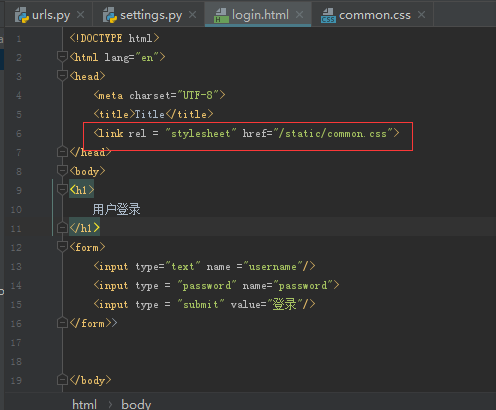 urls.py × settings.py × login.html × common.css ×
1 <!DOCTYPE html>
2 <html lang="en">
3 <head>
4 <meta charset="UTF-8">
5 <title>Title</title>
6 <link rel = "stylesheet" href="/static/common.css">
7 </head>
8 <body>
9 <h1>
10 用户登录
11 </h1>
12 <form>
13 <input type="text" name ="username"/>
14 <input type = "password" name="password">
15 <input type = "submit" value="登录"/>
16 </form>>
17
18
19 </body>
html › body